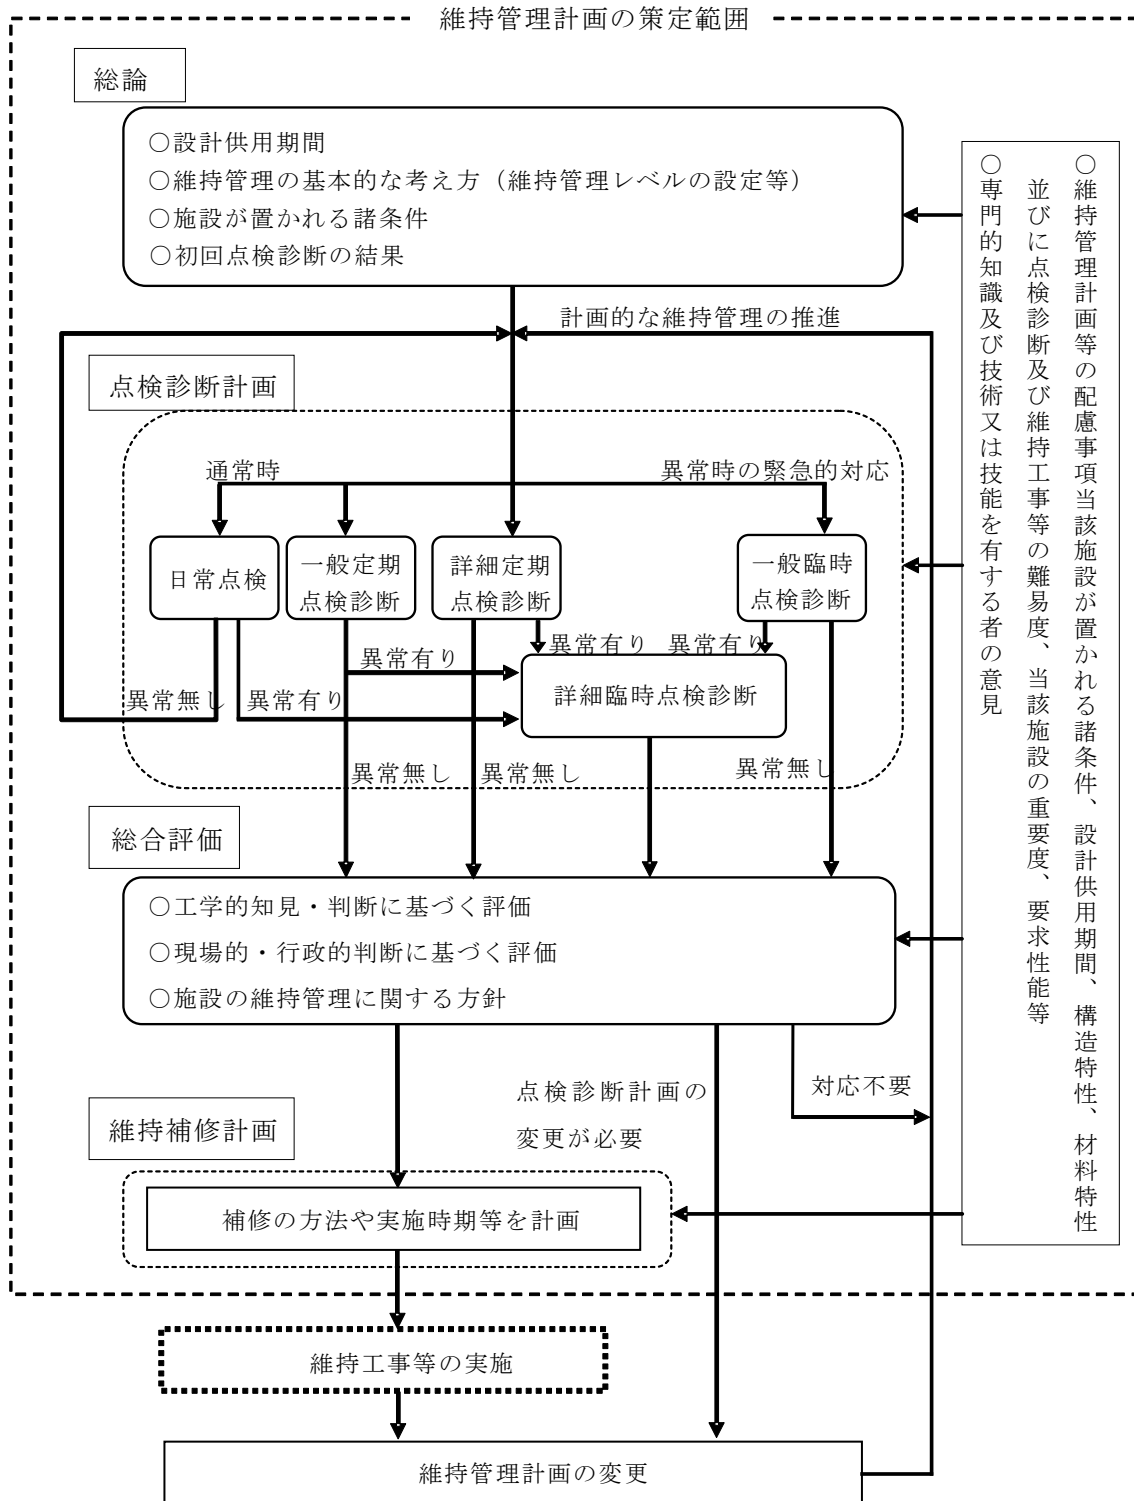 維持管理計画の策定範囲
総論
○設計供用期間
○維持管理の基本的な考え方（維持管理レベルの設定等）
○施設が置かれる諸条件
○初回点検診断の結果
計画的な維持管理の推進
点検診断計画
通常時
異常時の緊急的対応
日常点検
一般定期
点検診断
詳細定期
点検診断
一般臨時
点検診断
異常有り
異常有り
異常有り
詳細臨時点検診断
異常無し
異常有り
異常無し
異常無し
異常無し
総合評価
○工学的知見・判断に基づく評価
○現場的・行政的判断に基づく評価
○施設の維持管理に関する方針
点検診断計画の
変更が必要
対応不要
維持補修計画
補修の方法や実施時期等を計画
維持工事等の実施
維持管理計画の変更
○維持管理計画等の配慮事項当該施設が置かれる諸条件、設計供用期間、構造特性、材料特性
並びに点検診断及び維持工事等の難易度、当該施設の重要度、要求性能等
○専門的知識及び技術又は技能を有する者の意見